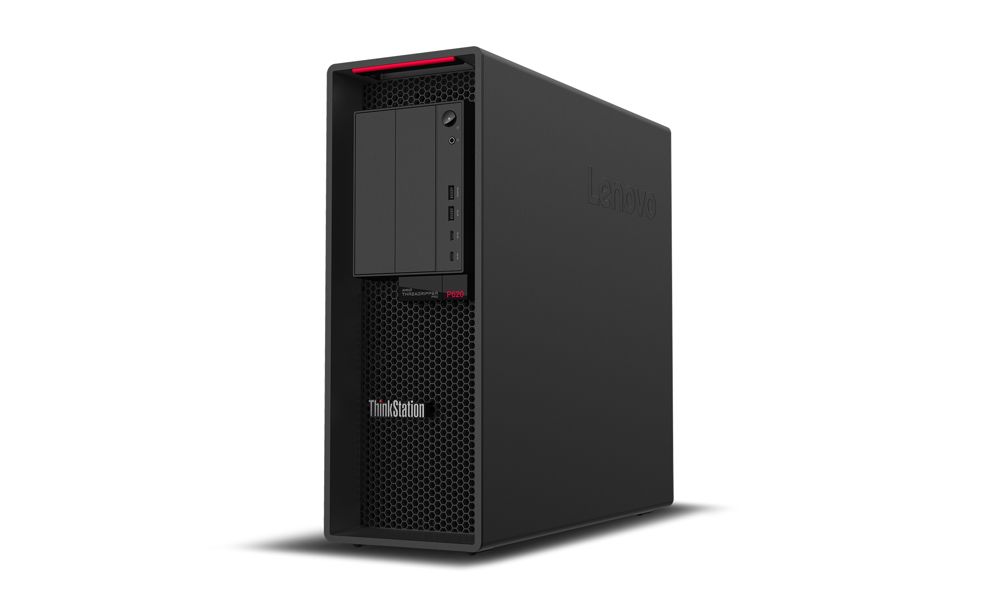 Lenovo
AMD
THREADRIPPER
PRO
P620
ThinkStation